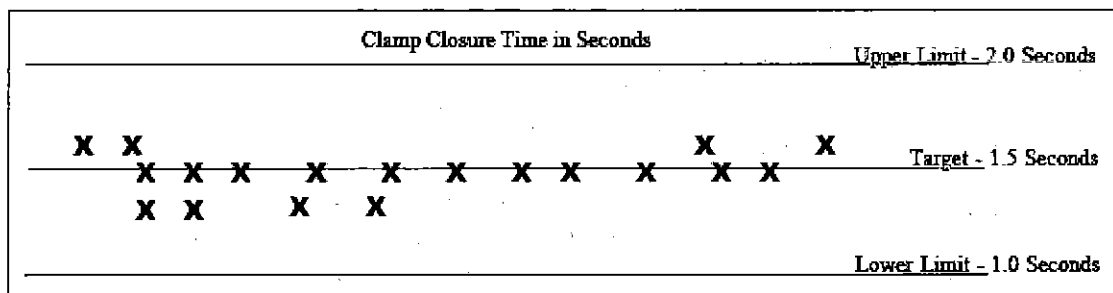 Clamp Closure Time in Seconds
Upper Limit - 2.0 Seconds
X X X X
X X X X X X X X X X X Target - 1.5 Seconds
X X X X
Lower Limit - 1.0 Seconds